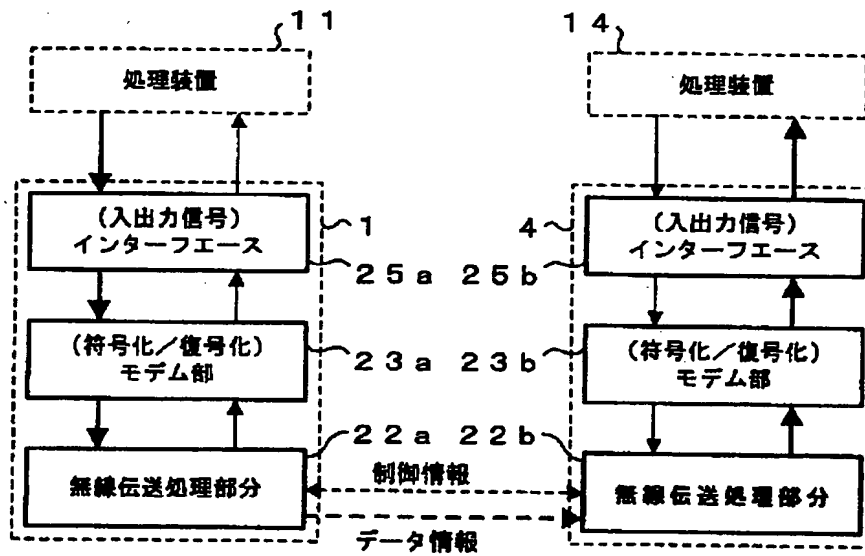 11
14
処理装置
処理装置
(入出力信号)
インターフエース
1
4
(入出力信号)
インターフエース
25a 25b
(符号化/復号化)
モデム部
23a 23b
(符号化/復号化)
モデム部
22a 22b
無線伝送処理部分
制御情報
無線伝送処理部分
データ情報